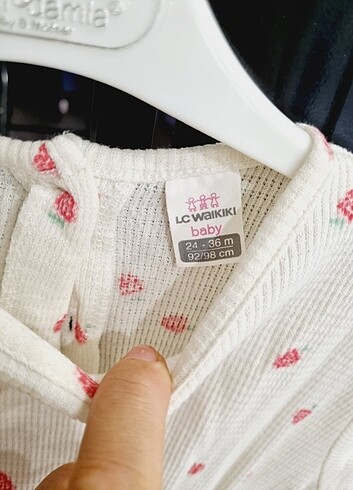 LC WAIKIKI
baby
24 - 36 m
92/98 cm